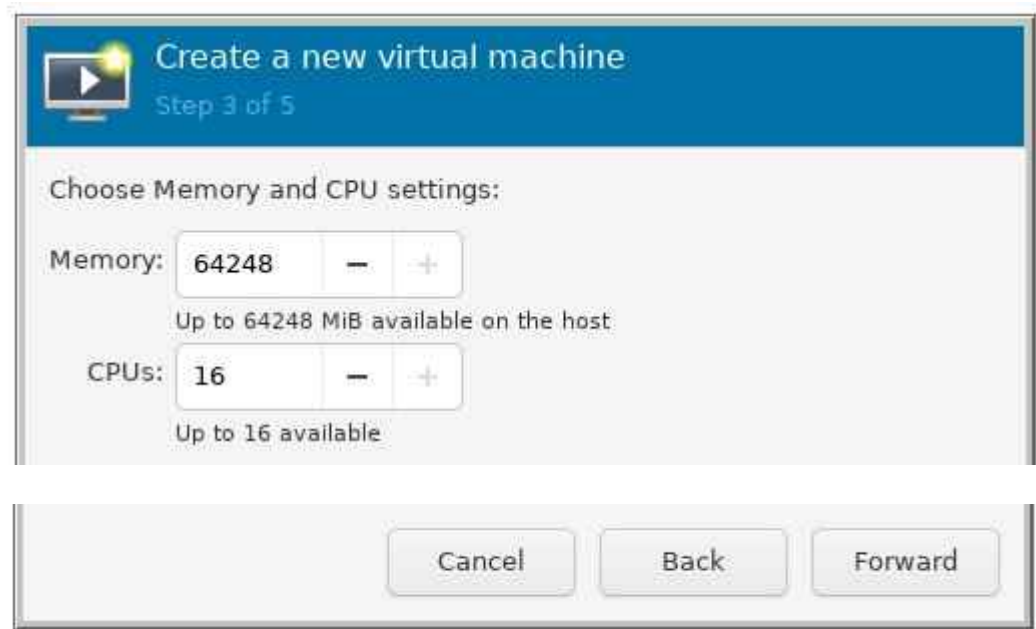 Create a new virtual machine
Step 3 of 5
Choose Memory and CPU settings:
Memory: 64248 − +
Up to 64248 MiB available on the host
CPUs: 16 − +
Up to 16 available
Cancel Back Forward